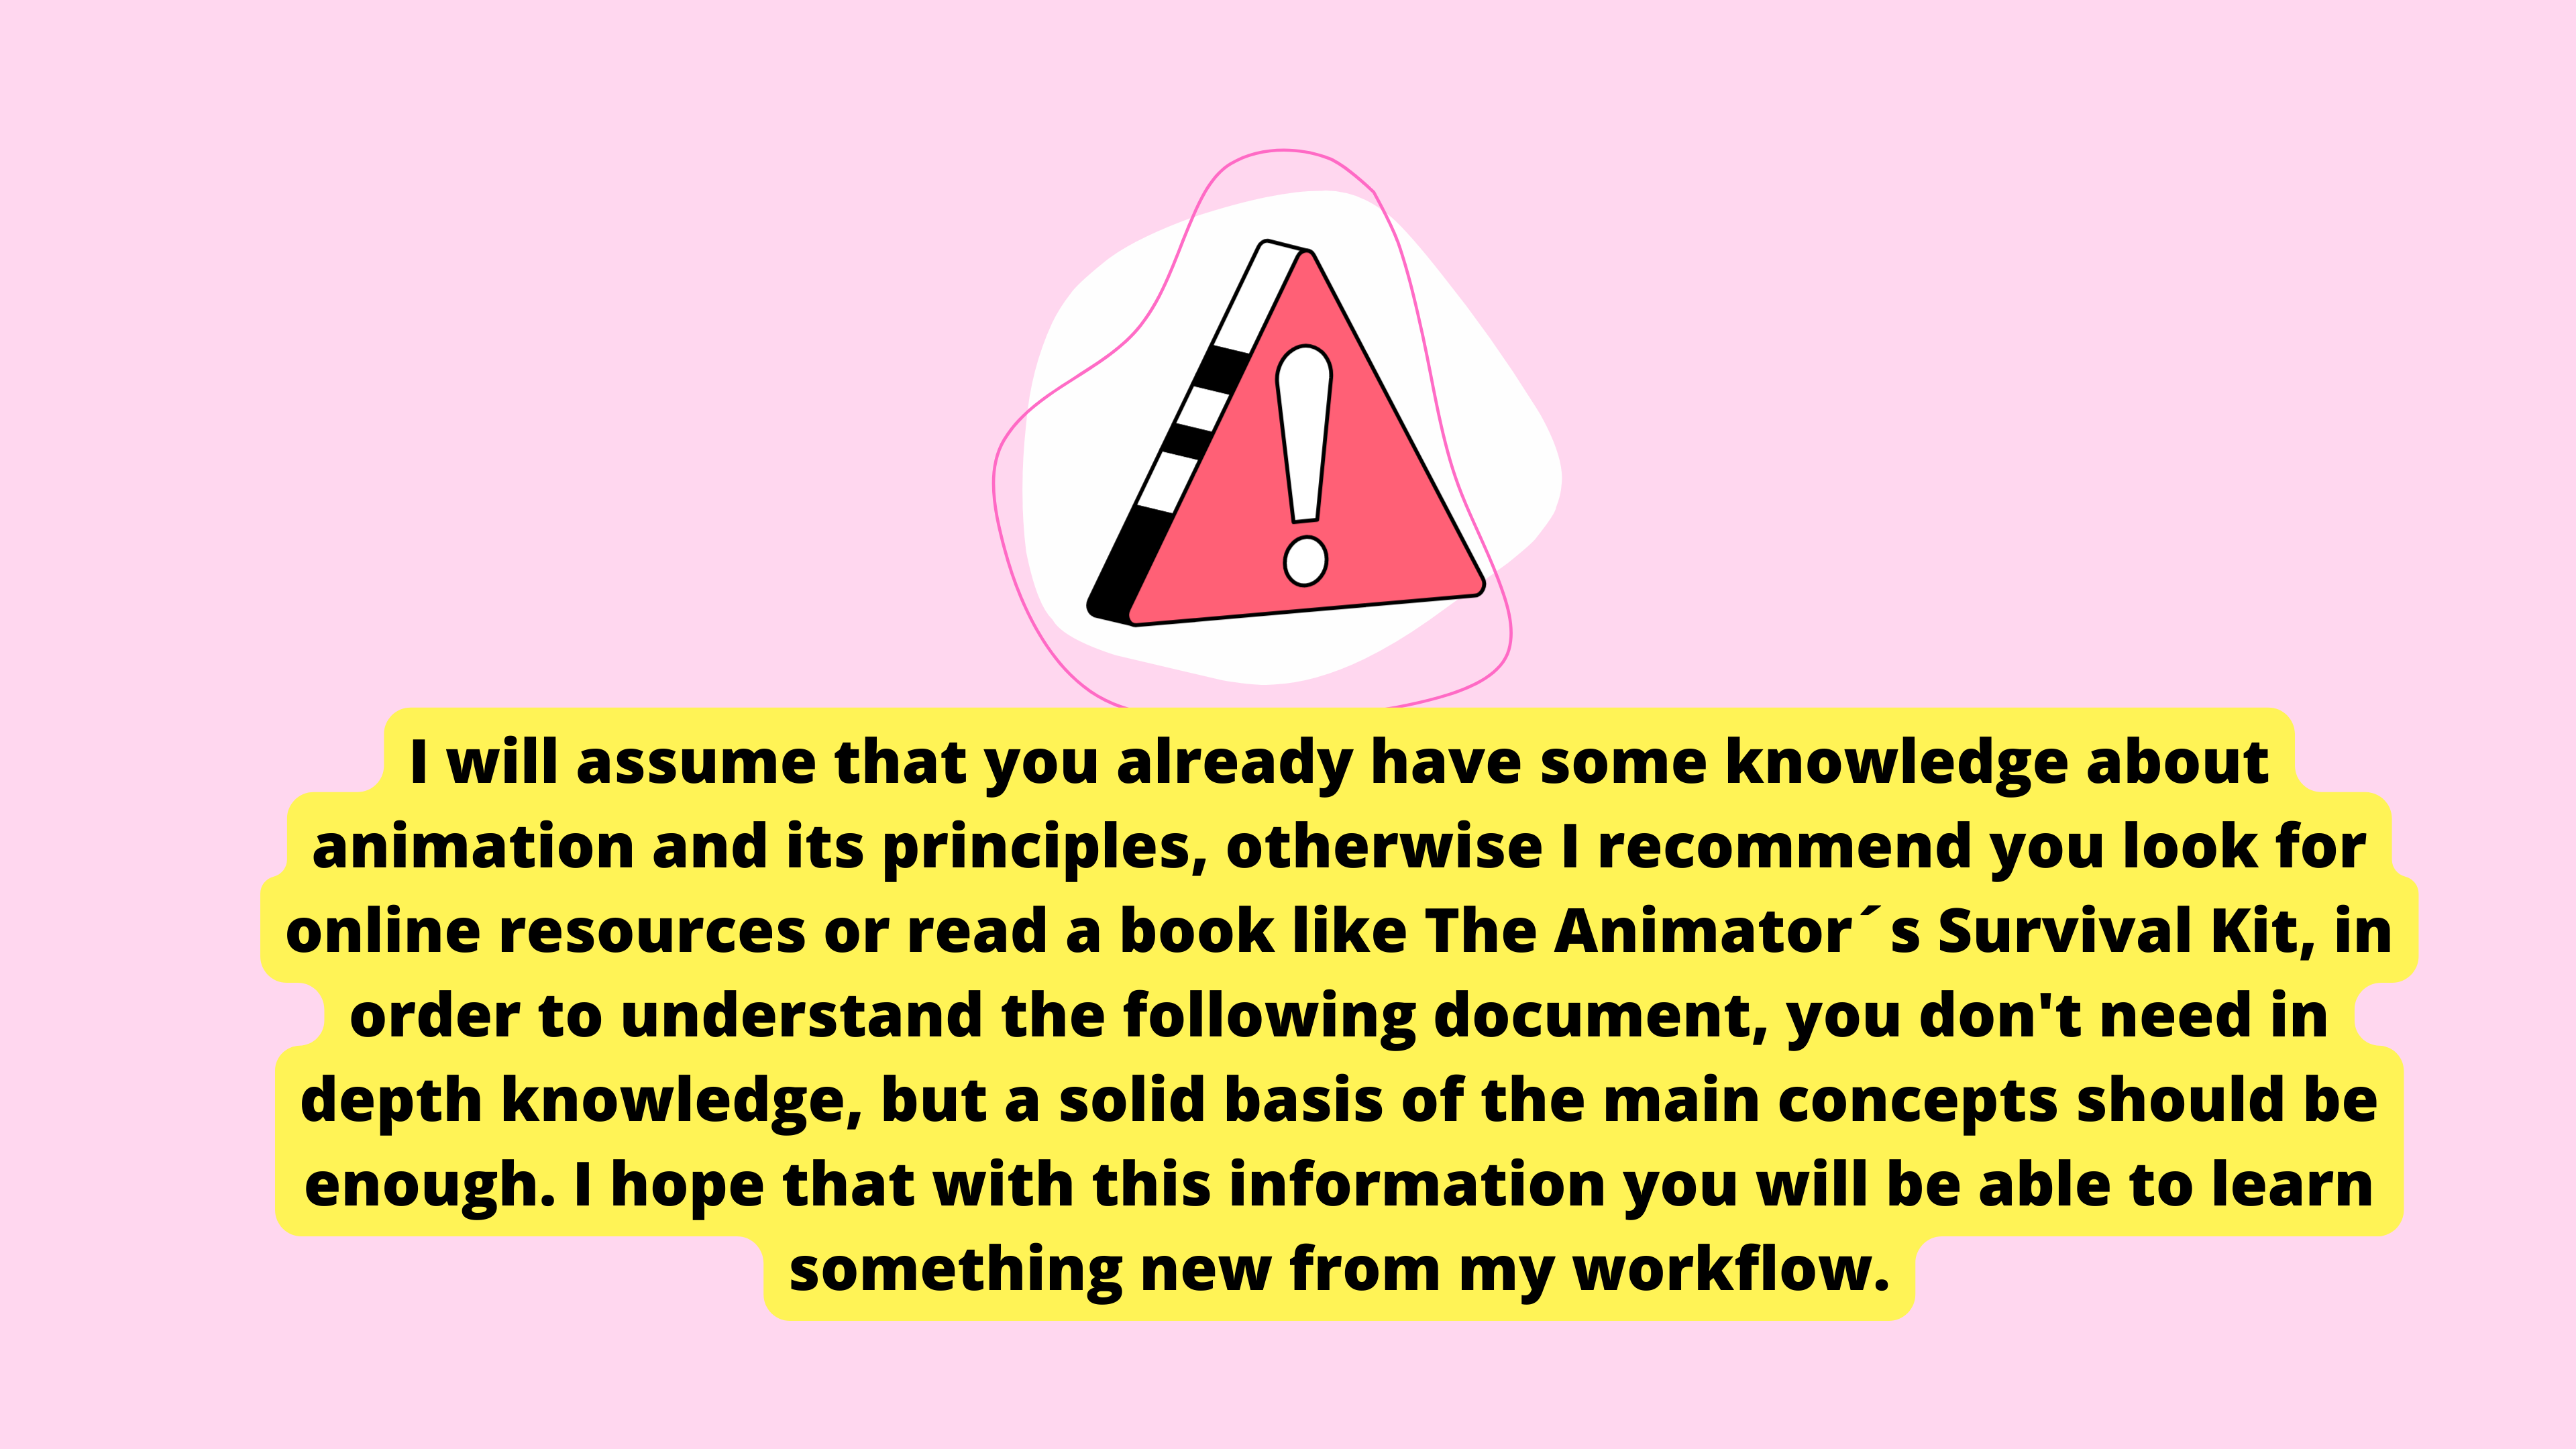 I will assume that you already have some knowledge about
animation and its principles, otherwise I recommend you look for
online resources or read a book like The Animator´s Survival Kit, in
order to understand the following document, you don't need in
depth knowledge, but a solid basis of the main concepts should be
enough. I hope that with this information you will be able to learn
something new from my workflow.